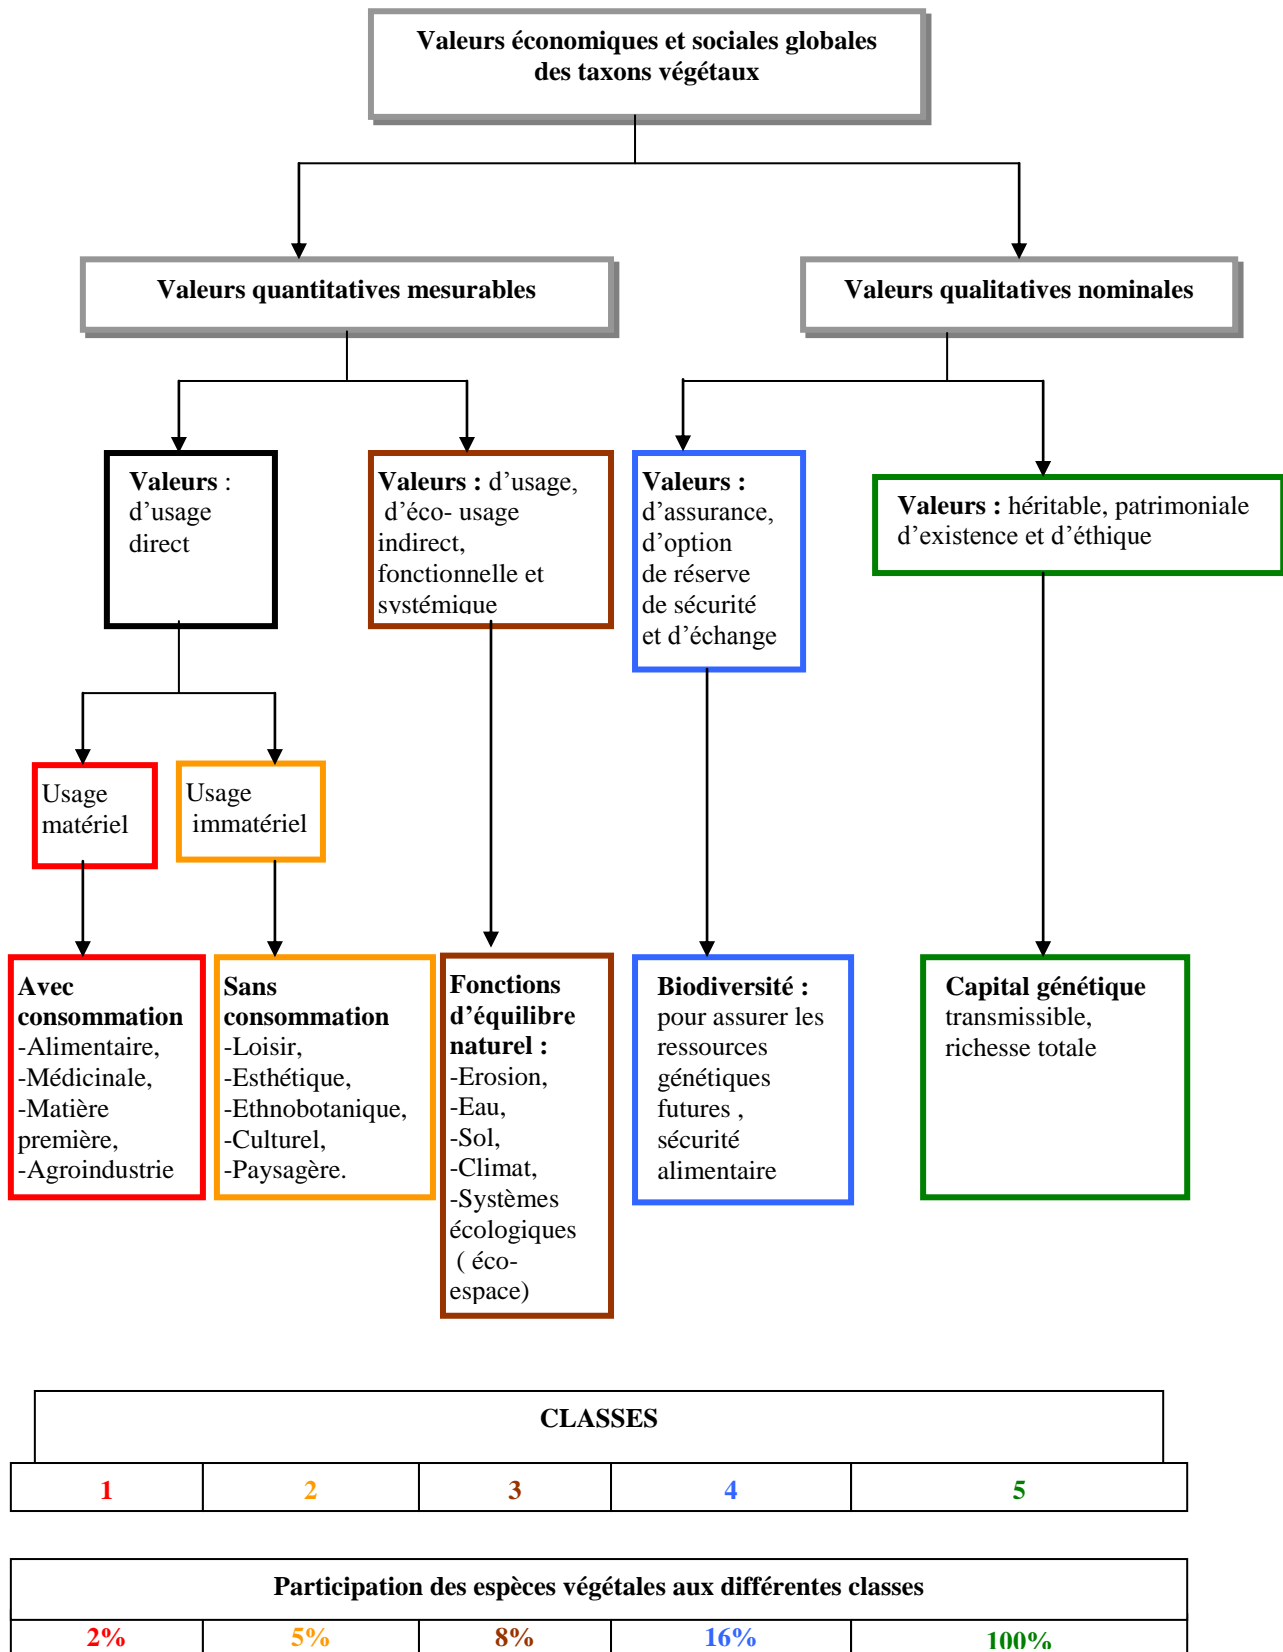 Valeurs économiques et sociales globales
des taxons végétaux
Valeurs quantitatives mesurables
Valeurs qualitatives nominales
Valeurs :
d'usage
direct
Valeurs : d'usage,
d'éco- usage
indirect,
fonctionnelle et
systémique
Valeurs :
d'assurance,
d'option
de réserve
de sécurité
et d'échange
Valeurs : héritable, patrimoniale
d'existence et d'éthique
Usage
matériel
Usage
immatériel
Avec
consommation
-Alimentaire,
-Médicinale,
-Matière
première,
-Agroindustrie
Sans
consommation
-Loisir,
-Esthétique,
-Ethnobotanique,
-Culturel,
-Paysagère.
Fonctions
d'équilibre
naturel :
-Erosion,
-Eau,
-Sol,
-Climat,
-Systèmes
écologiques
( éco-
espace)
Biodiversité :
pour assurer les
ressources
génétiques
futures ,
sécurité
alimentaire
Capital génétique
transmissible,
richesse totale
CLASSES
1 2 3 4 5
Participation des espèces végétales aux différentes classes
2% 5% 8% 16% 100%